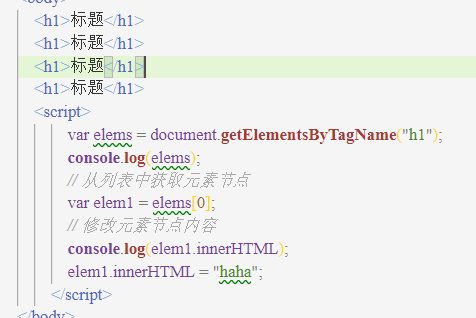 <body>
<h1>标题</h1>
<h1>标题</h1>
<h1>标题</h1>
<h1>标题</h1>
<script>
var elems = document.getElementsByTagName("h1");
console.log(elems);
// 从列表中获取元素节点
var elem1 = elems[0];
// 修改元素节点内容
console.log(elem1.innerHTML);
elem1.innerHTML = "haha";
</script>
</body>